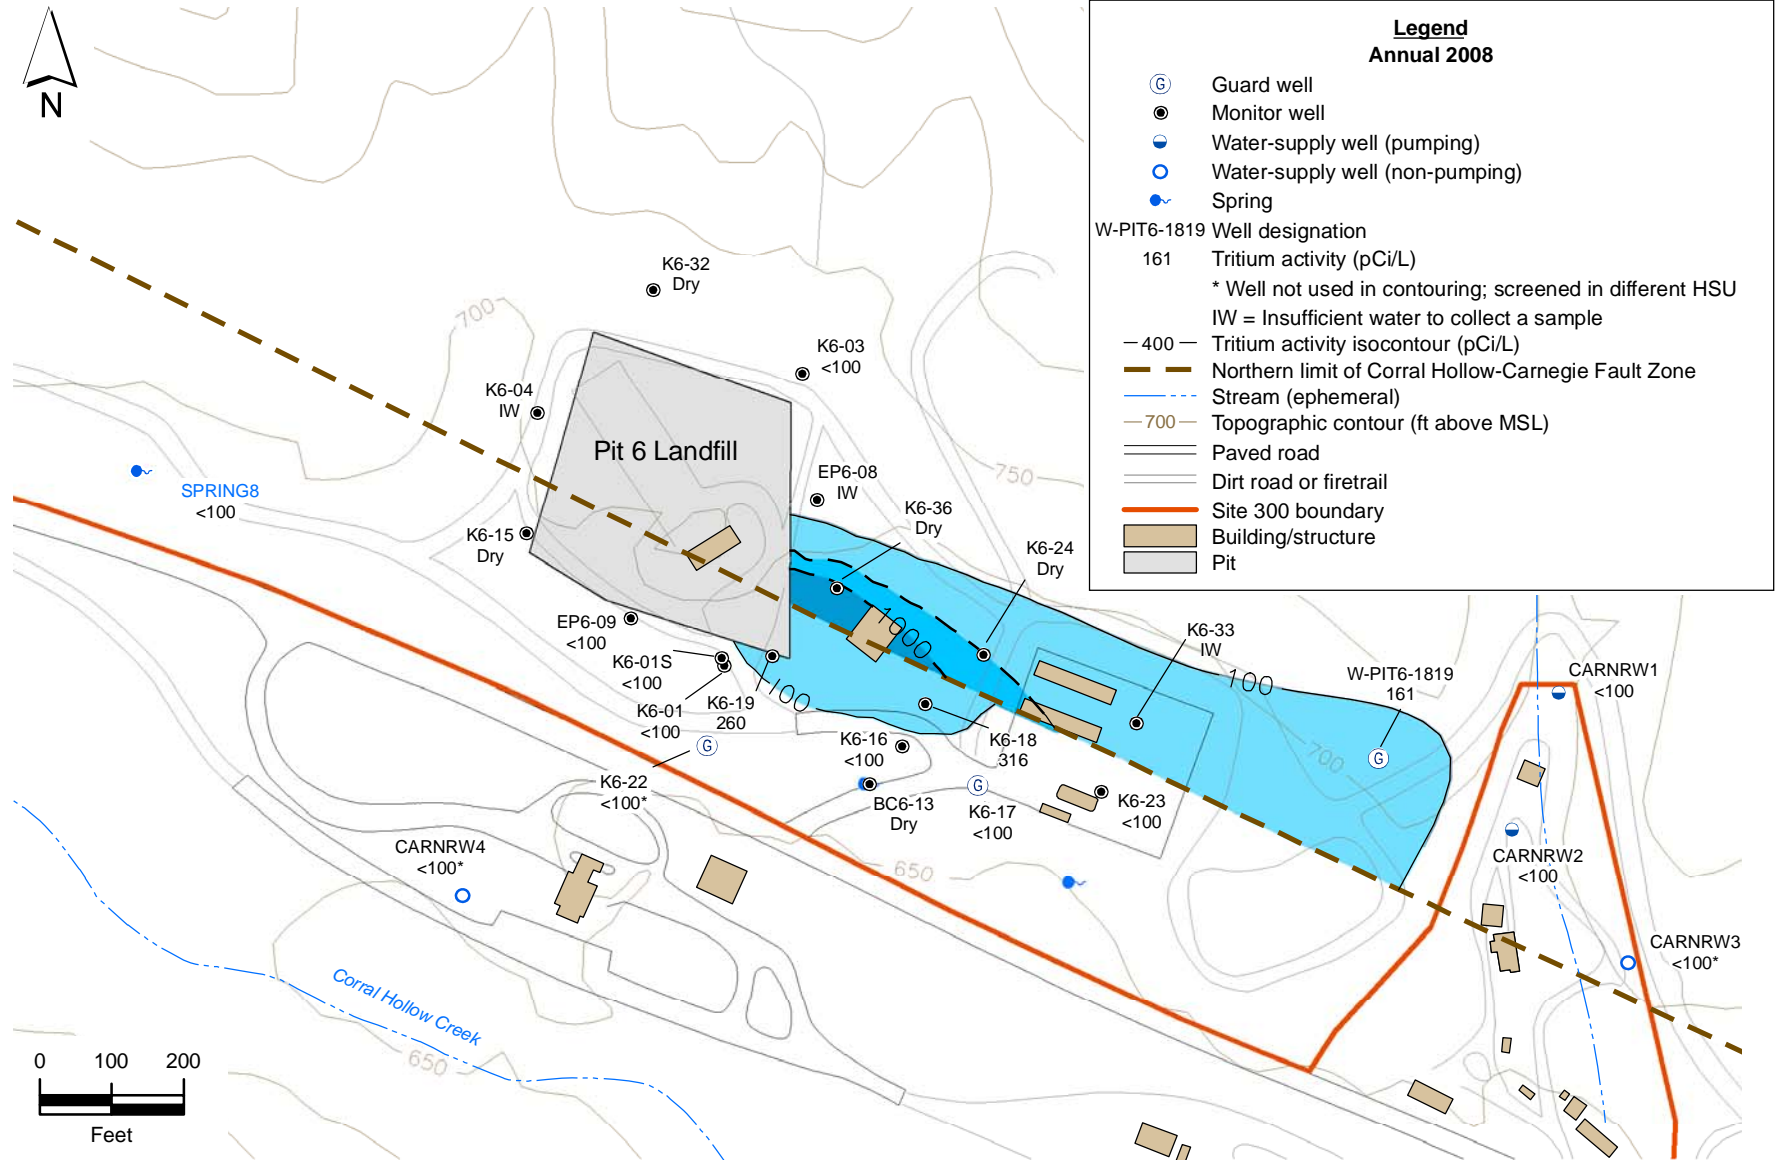 Legend
Annual 2008
Guard well
Monitor well
Water-supply well (pumping)
Water-supply well (non-pumping)
Spring
W-PIT6-1819 Well designation
161 Tritium activity (pCi/L)
* Well not used in contouring; screened in different HSU
IW = Insufficient water to collect a sample
400 Tritium activity isocontour (pCi/L)
Northern limit of Corral Hollow-Carnegie Fault Zone
Stream (ephemeral)
700 Topographic contour (ft above MSL)
Paved road
Dirt road or firetrail
Site 300 boundary
Building/structure
Pit
G
N
K6-32
Dry
700
K6-03
<100
K6-04
IW
Pit 6 Landfill
750
SPRING8
<100
EP6-08
IW
K6-36
Dry
K6-15
Dry
K6-24
Dry
EP6-09
<100
1000
K6-33
IW
K6-01S
<100
100
W-PIT6-1819
161
CARNRW1
<100
K6-01
<100
K6-19
260
100
K6-16
<100
K6-18
316
700
G
G
K6-22
<100*
BC6-13
Dry
G
K6-17
<100
K6-23
<100
CARNRW4
<100*
650
CARNRW2
<100
CARNRW3
<100*
Corral Hollow Creek
650
0 100 200
Feet